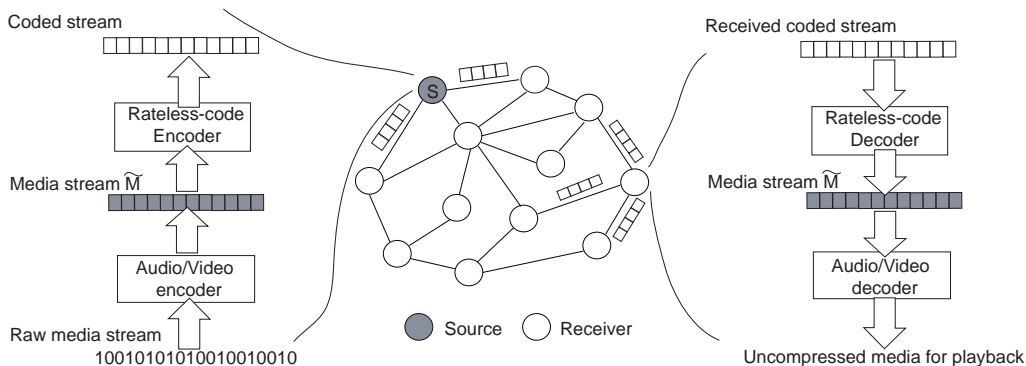 Coded stream
Rateless-code
Encoder
Media stream M̃
Audio/Video
encoder
Raw media stream
10010101010010010010
S
Source
Receiver
Received coded stream
Rateless-code
Decoder
Media stream M̃
Audio/Video
decoder
Uncompressed media for playback